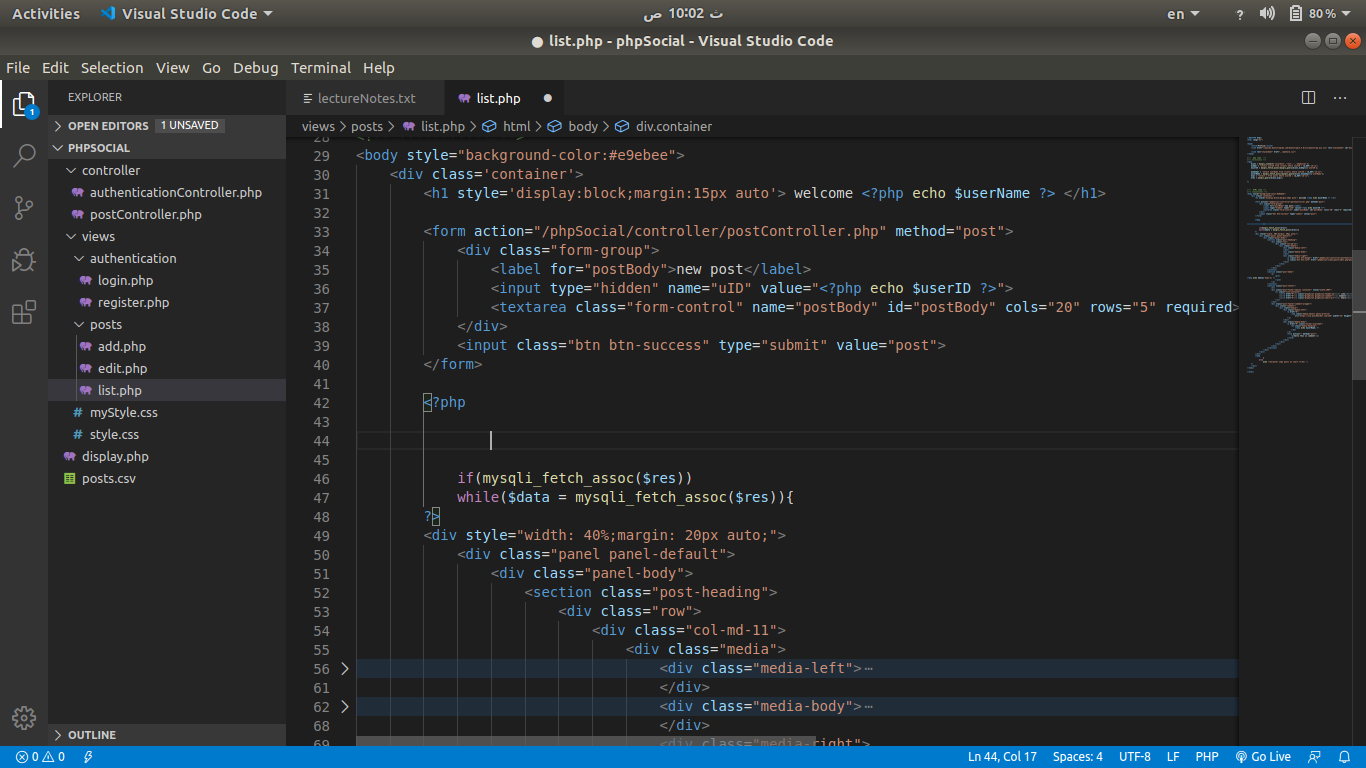 Activities Visual Studio Code ث 10:02 ص en ? 80 %
● list.php - phpSocial - Visual Studio Code
File Edit Selection View Go Debug Terminal Help
EXPLORER
1
OPEN EDITORS 1 UNSAVED
PHPSOCIAL
controller
authenticationController.php
postController.php
views
authentication
login.php
register.php
posts
add.php
edit.php
list.php
# myStyle.css
# style.css
display.php
posts.csv
OUTLINE
lectureNotes.txt list.php ●
views > posts > list.php > html > body > div.container
28
29 <body style="background-color:#e9ebee">
30 <div class='container'>
31 <h1 style='display:block;margin:15px auto'> welcome <?php echo $userName ?> </h1>
32
33 <form action="/phpSocial/controller/postController.php" method="post">
34 <div class="form-group">
35 <label for="postBody">new post</label>
36 <input type="hidden" name="uID" value="<?php echo $userID ?>">
37 <textarea class="form-control" name="postBody" id="postBody" cols="20" rows="5" required>
38 </div>
39 <input class="btn btn-success" type="submit" value="post">
40 </form>
41
42 <?php
43
44
45
46 if(mysqli_fetch_assoc($res))
47 while($data = mysqli_fetch_assoc($res)){
48 ?>
49 <div style="width: 40%;margin: 20px auto;">
50 <div class="panel panel-default">
51 <div class="panel-body">
52 <section class="post-heading">
53 <div class="row">
54 <div class="col-md-11">
55 <div class="media">
56 <div class="media-left">⋯
61 </div>
62 <div class="media-body">⋯
68 </div>
69 <div class="media-right">
0 0 Ln 44, Col 17 Spaces: 4 UTF-8 LF PHP Go Live